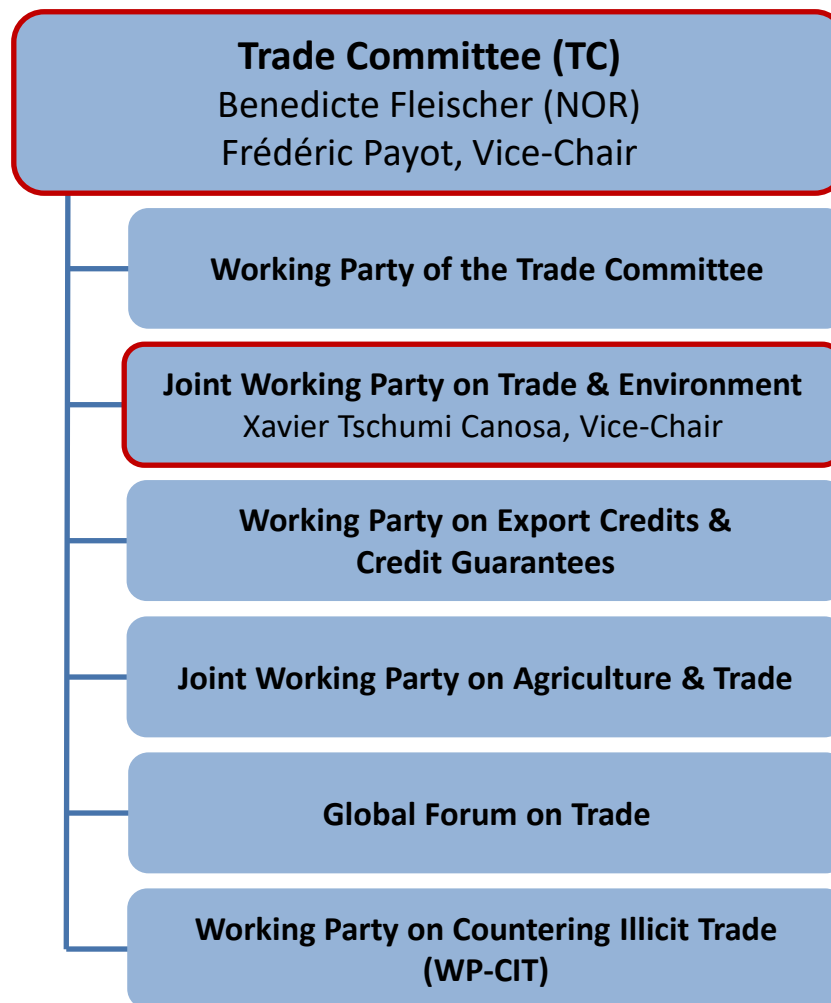 Trade Committee (TC)
Benedicte Fleischer (NOR)
Frédéric Payot, Vice-Chair
Working Party of the Trade Committee
Joint Working Party on Trade & Environment
Xavier Tschumi Canosa, Vice-Chair
Working Party on Export Credits &
Credit Guarantees
Joint Working Party on Agriculture & Trade
Global Forum on Trade
Working Party on Countering Illicit Trade
(WP-CIT)